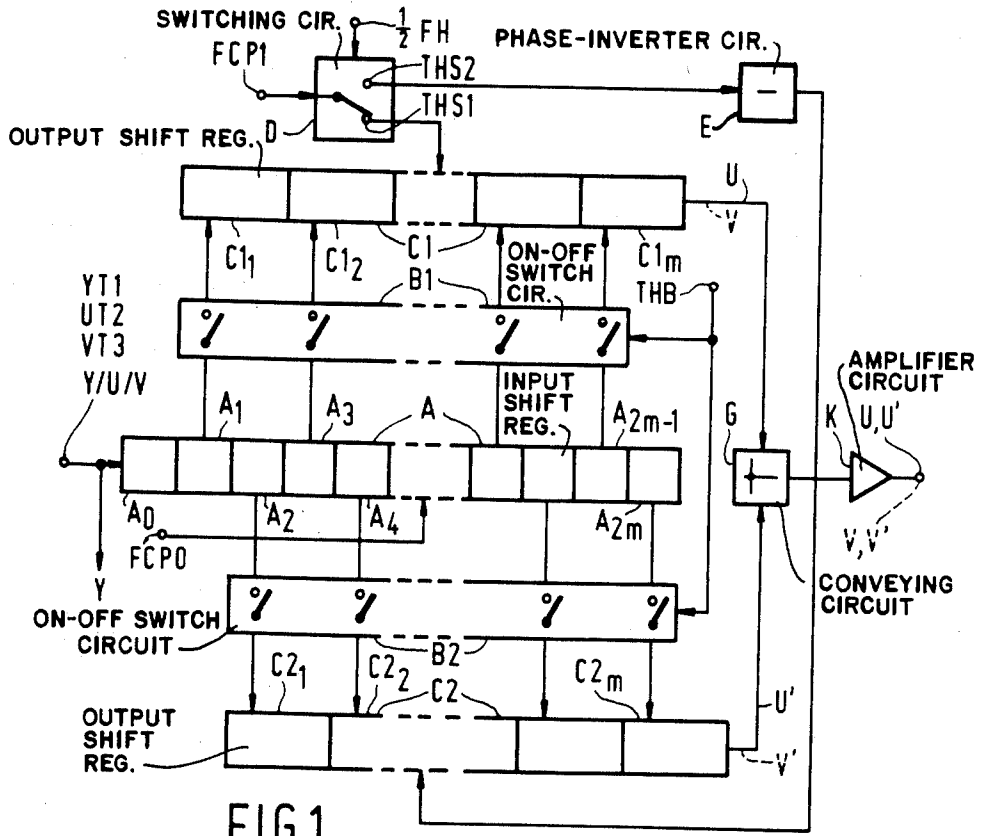 SWITCHING CIR.
½ FH
PHASE-INVERTER CIR.
FCP1
THS2
THS1
D
E
−
OUTPUT SHIFT REG.
U
V
C1₁
C1₂
C1
C1m
ON-OFF
SWITCH
CIR.
THB
B1
YT1
UT2
VT3
Y/U/V
INPUT
SHIFT
REG.
A1
A3
A
A2m-1
AMPLIFIER
CIRCUIT
G
K
U,U'
V,V'
A0
A2
A4
A2m
FCP0
Y
CONVEYING
CIRCUIT
ON-OFF SWITCH
CIRCUIT
B2
C2₁
C2₂
C2
C2m
U'
V'
OUTPUT
SHIFT
REG.
FIG.1